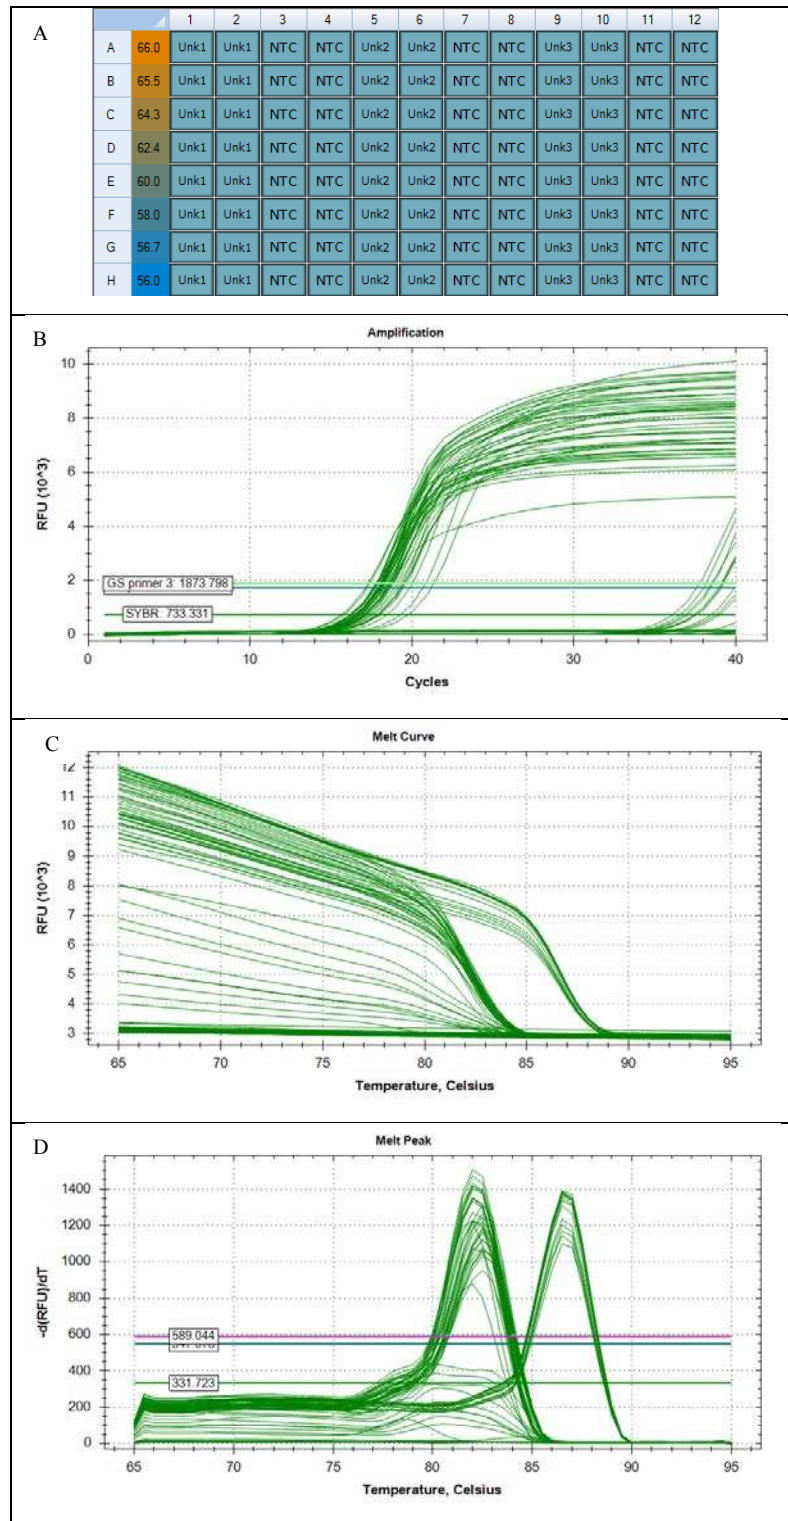 A
1 2 3 4 5 6 7 8 9 10 11 12
A 66.0 Unk1 Unk1 NTC NTC Unk2 Unk2 NTC NTC Unk3 Unk3 NTC NTC
B 65.5 Unk1 Unk1 NTC NTC Unk2 Unk2 NTC NTC Unk3 Unk3 NTC NTC
C 64.3 Unk1 Unk1 NTC NTC Unk2 Unk2 NTC NTC Unk3 Unk3 NTC NTC
D 62.4 Unk1 Unk1 NTC NTC Unk2 Unk2 NTC NTC Unk3 Unk3 NTC NTC
E 60.0 Unk1 Unk1 NTC NTC Unk2 Unk2 NTC NTC Unk3 Unk3 NTC NTC
F 58.0 Unk1 Unk1 NTC NTC Unk2 Unk2 NTC NTC Unk3 Unk3 NTC NTC
G 56.7 Unk1 Unk1 NTC NTC Unk2 Unk2 NTC NTC Unk3 Unk3 NTC NTC
H 56.0 Unk1 Unk1 NTC NTC Unk2 Unk2 NTC NTC Unk3 Unk3 NTC NTC
B
Amplification
10
8
6
4
2
0
RFU (10^3)
GS primer 3: 1873.798
SYBR: 733.331
0 10 20 30 40
Cycles
C
Melt Curve
12
11
10
9
8
7
6
5
4
3
RFU (10^3)
65 70 75 80 85 90 95
Temperature, Celsius
D
Melt Peak
1400
1200
1000
800
600
400
200
0
-d(RFU)/dT
589.044
331.723
65 70 75 80 85 90 95
Temperature, Celsius